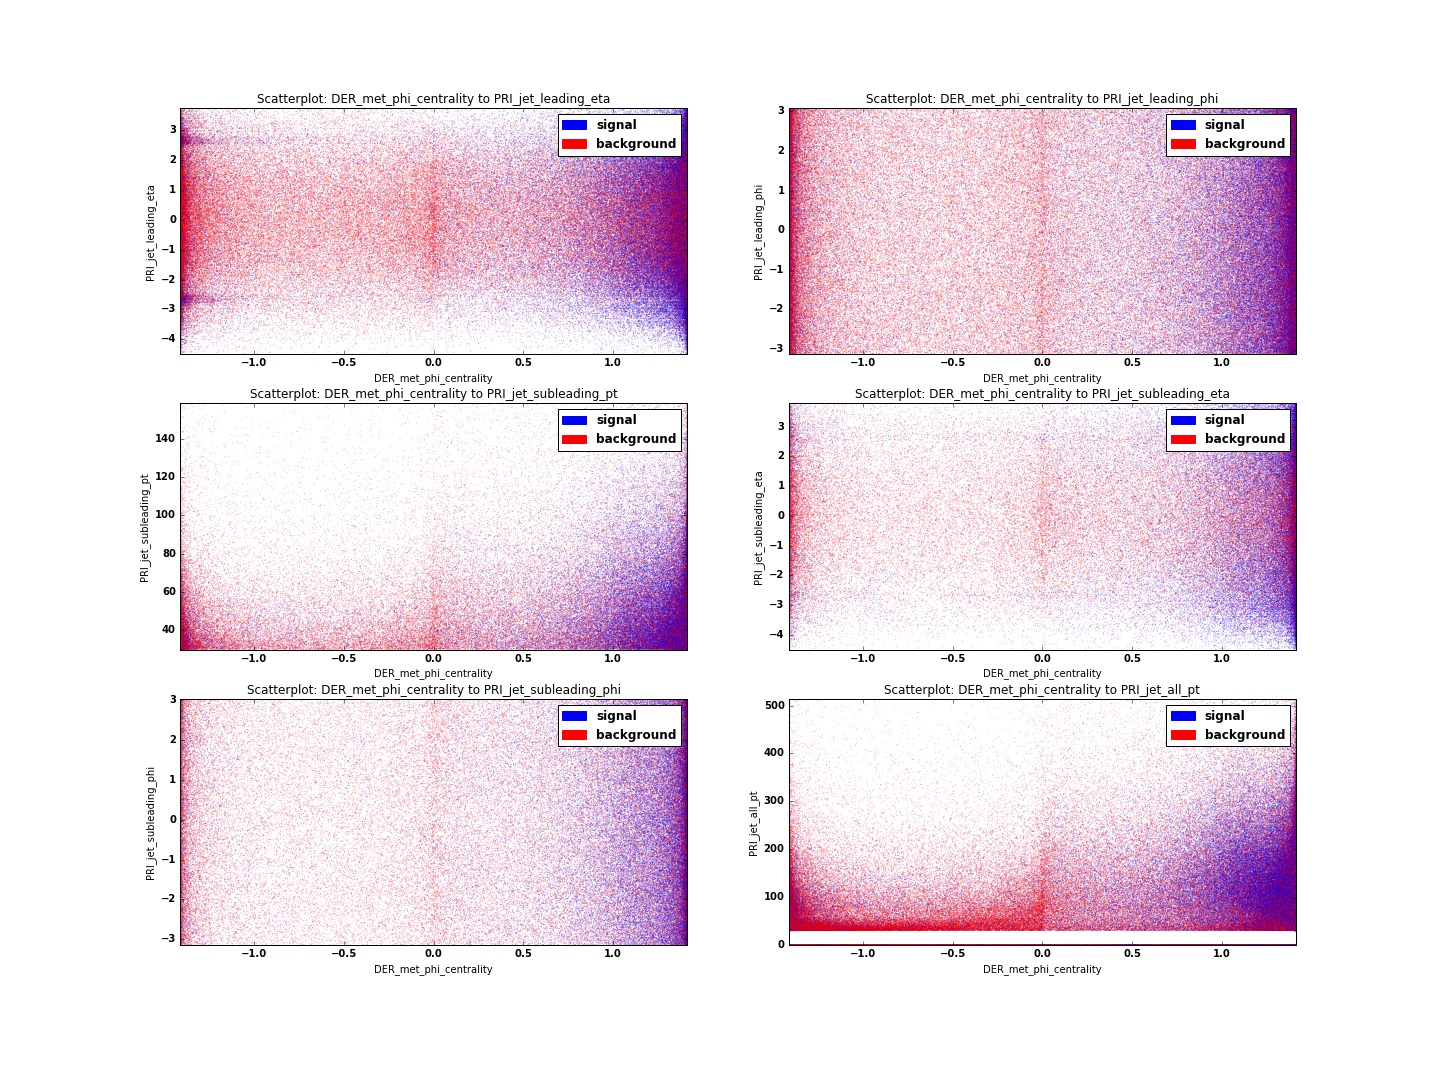 Scatterplot: DER_met_phi_centrality to PRI_jet_leading_eta
signal
background
3
2
1
0
−1
−2
−3
−4
PRI_jet_leading_eta
−1.0 −0.5 0.0 0.5 1.0
DER_met_phi_centrality
Scatterplot: DER_met_phi_centrality to PRI_jet_leading_phi
signal
background
3
2
1
0
−1
−2
−3
PRI_jet_leading_phi
−1.0 −0.5 0.0 0.5 1.0
DER_met_phi_centrality
Scatterplot: DER_met_phi_centrality to PRI_jet_subleading_pt
signal
background
140
120
100
80
60
40
PRI_jet_subleading_pt
−1.0 −0.5 0.0 0.5 1.0
DER_met_phi_centrality
Scatterplot: DER_met_phi_centrality to PRI_jet_subleading_eta
signal
background
3
2
1
0
−1
−2
−3
−4
PRI_jet_subleading_eta
−1.0 −0.5 0.0 0.5 1.0
DER_met_phi_centrality
Scatterplot: DER_met_phi_centrality to PRI_jet_subleading_phi
signal
background
3
2
1
0
−1
−2
−3
PRI_jet_subleading_phi
−1.0 −0.5 0.0 0.5 1.0
DER_met_phi_centrality
Scatterplot: DER_met_phi_centrality to PRI_jet_all_pt
signal
background
500
400
300
200
100
0
PRI_jet_all_pt
−1.0 −0.5 0.0 0.5 1.0
DER_met_phi_centrality